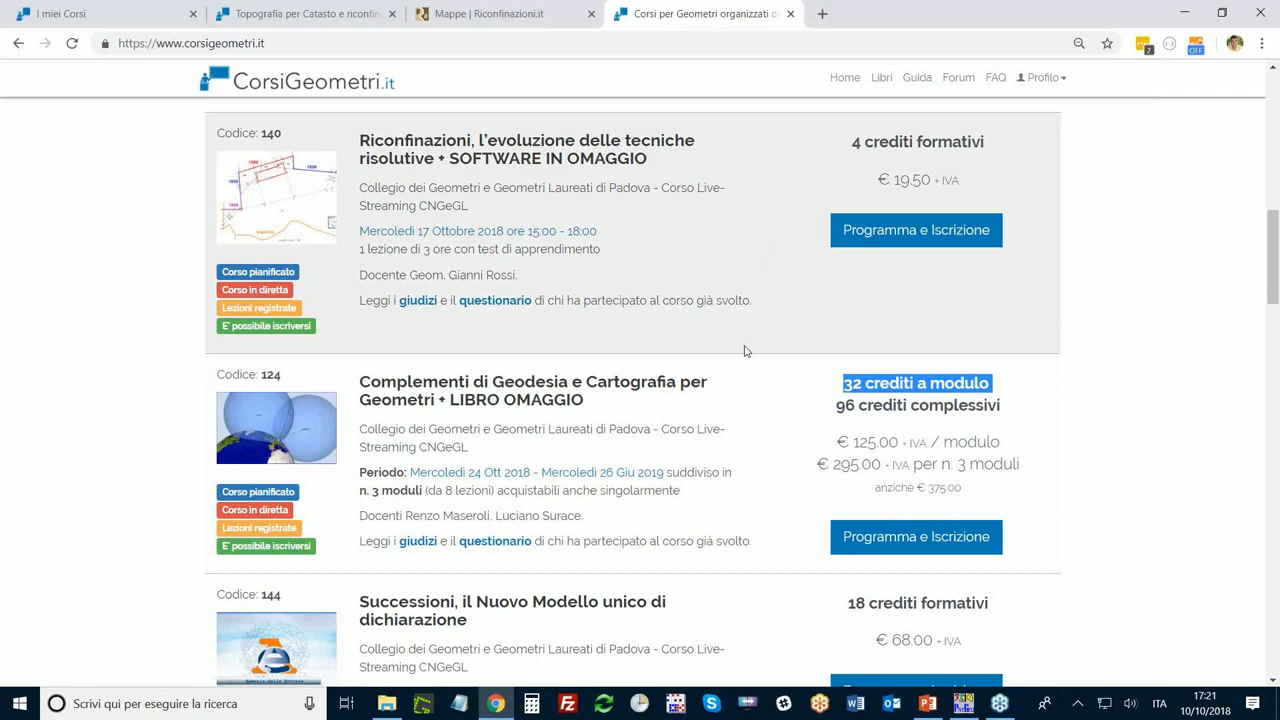 I miei Corsi
Topografia per Catasto e riconfin
Mappe | Riconfinazioni.it
Corsi per Geometri organizzati d
https://www.corsigeometri.it
2
OFF
CorsiGeometri.it
Home Libri Guida Forum FAQ Profilo
Codice: 140
Riconfinazioni, l'evoluzione delle tecniche
risolutive + SOFTWARE IN OMAGGIO
Collegio dei Geometri e Geometri Laureati di Padova - Corso Live-
Streaming CNGeGL
Mercoledì 17 Ottobre 2018 ore 15:00 - 18:00
1 lezione di 3 ore con test di apprendimento
Docente Geom. Gianni Rossi.
Leggi i giudizi e il questionario di chi ha partecipato al corso già svolto.
Corso pianificato
Corso in diretta
Lezioni registrate
E' possibile iscriversi
4 crediti formativi
€ 19.50 + IVA
Programma e Iscrizione
Codice: 124
Complementi di Geodesia e Cartografia per
Geometri + LIBRO OMAGGIO
Collegio dei Geometri e Geometri Laureati di Padova - Corso Live-
Streaming CNGeGL
Periodo: Mercoledì 24 Ott 2018 - Mercoledì 26 Giu 2019 suddiviso in
n. 3 moduli (da 8 lezioni) acquistabili anche singolarmente
Docenti Renzo Maseroli, Luciano Surace.
Leggi i giudizi e il questionario di chi ha partecipato al corso già svolto.
Corso pianificato
Corso in diretta
Lezioni registrate
E' possibile iscriversi
32 crediti a modulo
96 crediti complessivi
€ 125.00 + IVA / modulo
€ 295.00 + IVA per n. 3 moduli
anzichè € 375.00
Programma e Iscrizione
Codice: 144
Successioni, il Nuovo Modello unico di
dichiarazione
Collegio dei Geometri e Geometri Laureati di Padova - Corso Live-
Streaming CNGeGL
18 crediti formativi
€ 68.00 + IVA
Scrivi qui per eseguire la ricerca
ITA
17:21
10/10/2018